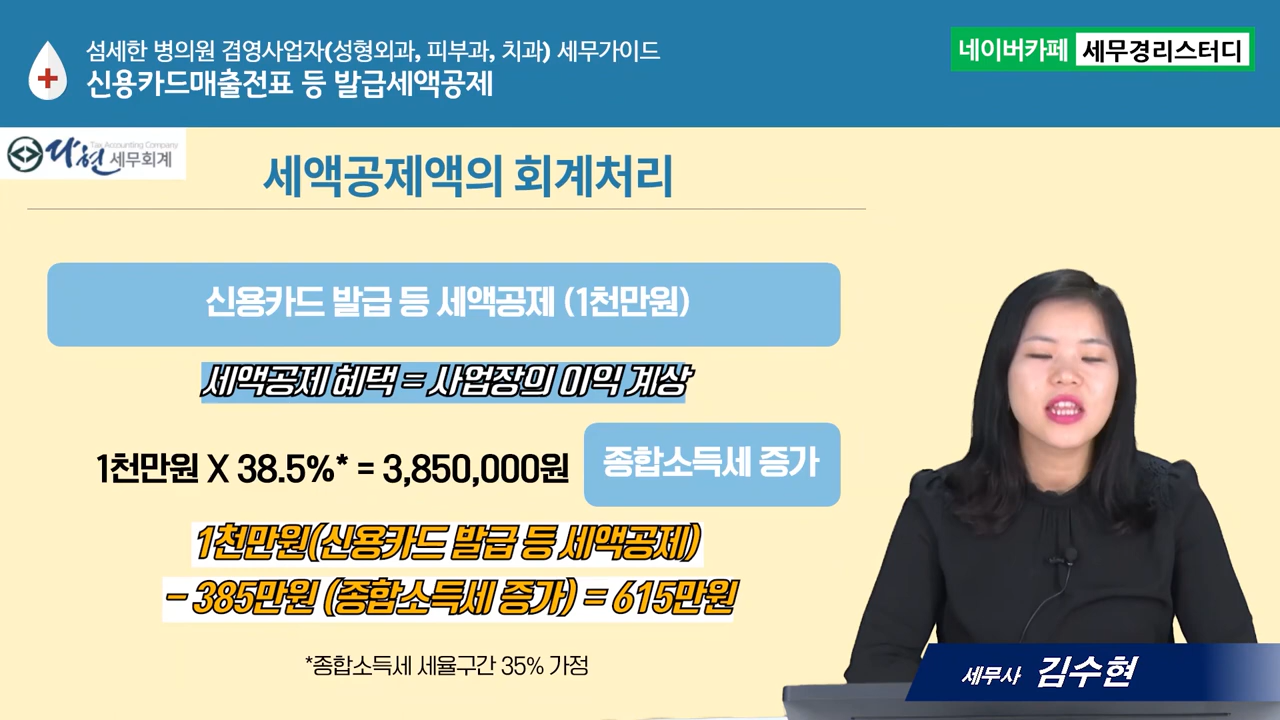 섬세한 병의원 겸영사업자(성형외과, 피부과, 치과) 세무가이드
신용카드매출전표 등 발급세액공제
네이버카페 세무경리스터디
Tax Accounting Company
다현 세무회계
세액공제액의 회계처리
신용카드 발급 등 세액공제 (1천만원)
세액공제 혜택 = 사업장의 이익 계상
1천만원 X 38.5%* = 3,850,000원
종합소득세 증가
1천만원(신용카드 발급 등 세액공제)
- 385만원 (종합소득세 증가) = 615만원
*종합소득세 세율구간 35% 가정
세무사 김수현